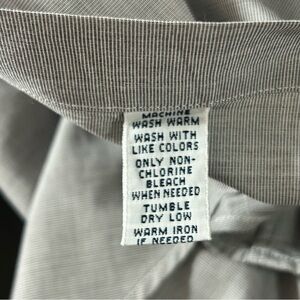 MACHINE
WASH WARM
WASH WITH
LIKE COLORS
ONLY NON-
CHLORINE
BLEACH
WHEN NEEDED
TUMBLE
DRY LOW
WARM IRON
IF NEEDED